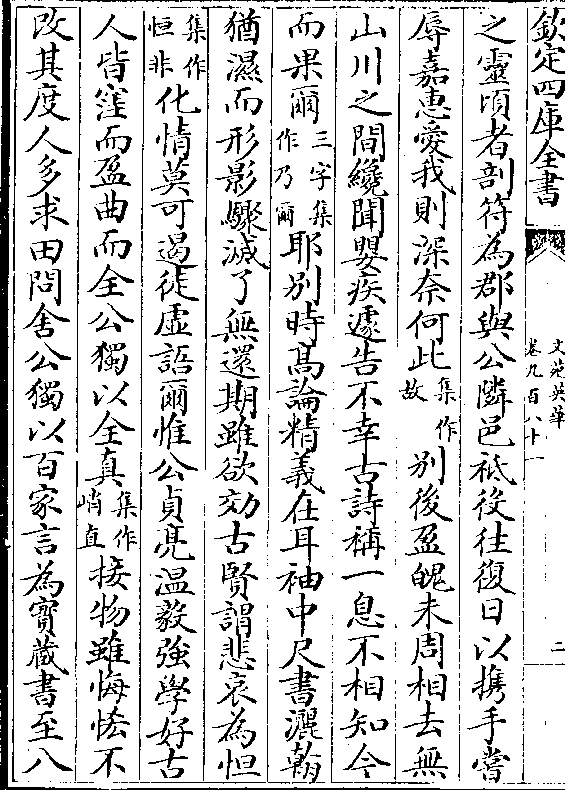 欽定四庫全書
文苑英華
卷九百八十一
二
之靈頃者剖符為郡與公隣邑祗役往復日以携手嘗
辱嘉惠愛我則深奈何此集作故別後盈魄未周相去無
山川之間纔聞嬰疾遽告不幸古詩稱一息不相知今
而果爾三字集作乃爾耶別時髙論精義在耳袖中尺書灑翰
猶濕而形影驟滅了無還期雖欲効古賢謂悲哀為怛
集作恒非化情莫可遏徒虚語爾惟公貞亮温毅強學好古
人皆窪而盈曲而全公獨以全真集作峭直接物雖悔恡不
改其度人多求田問舍公獨以百家言為寳藏書至八